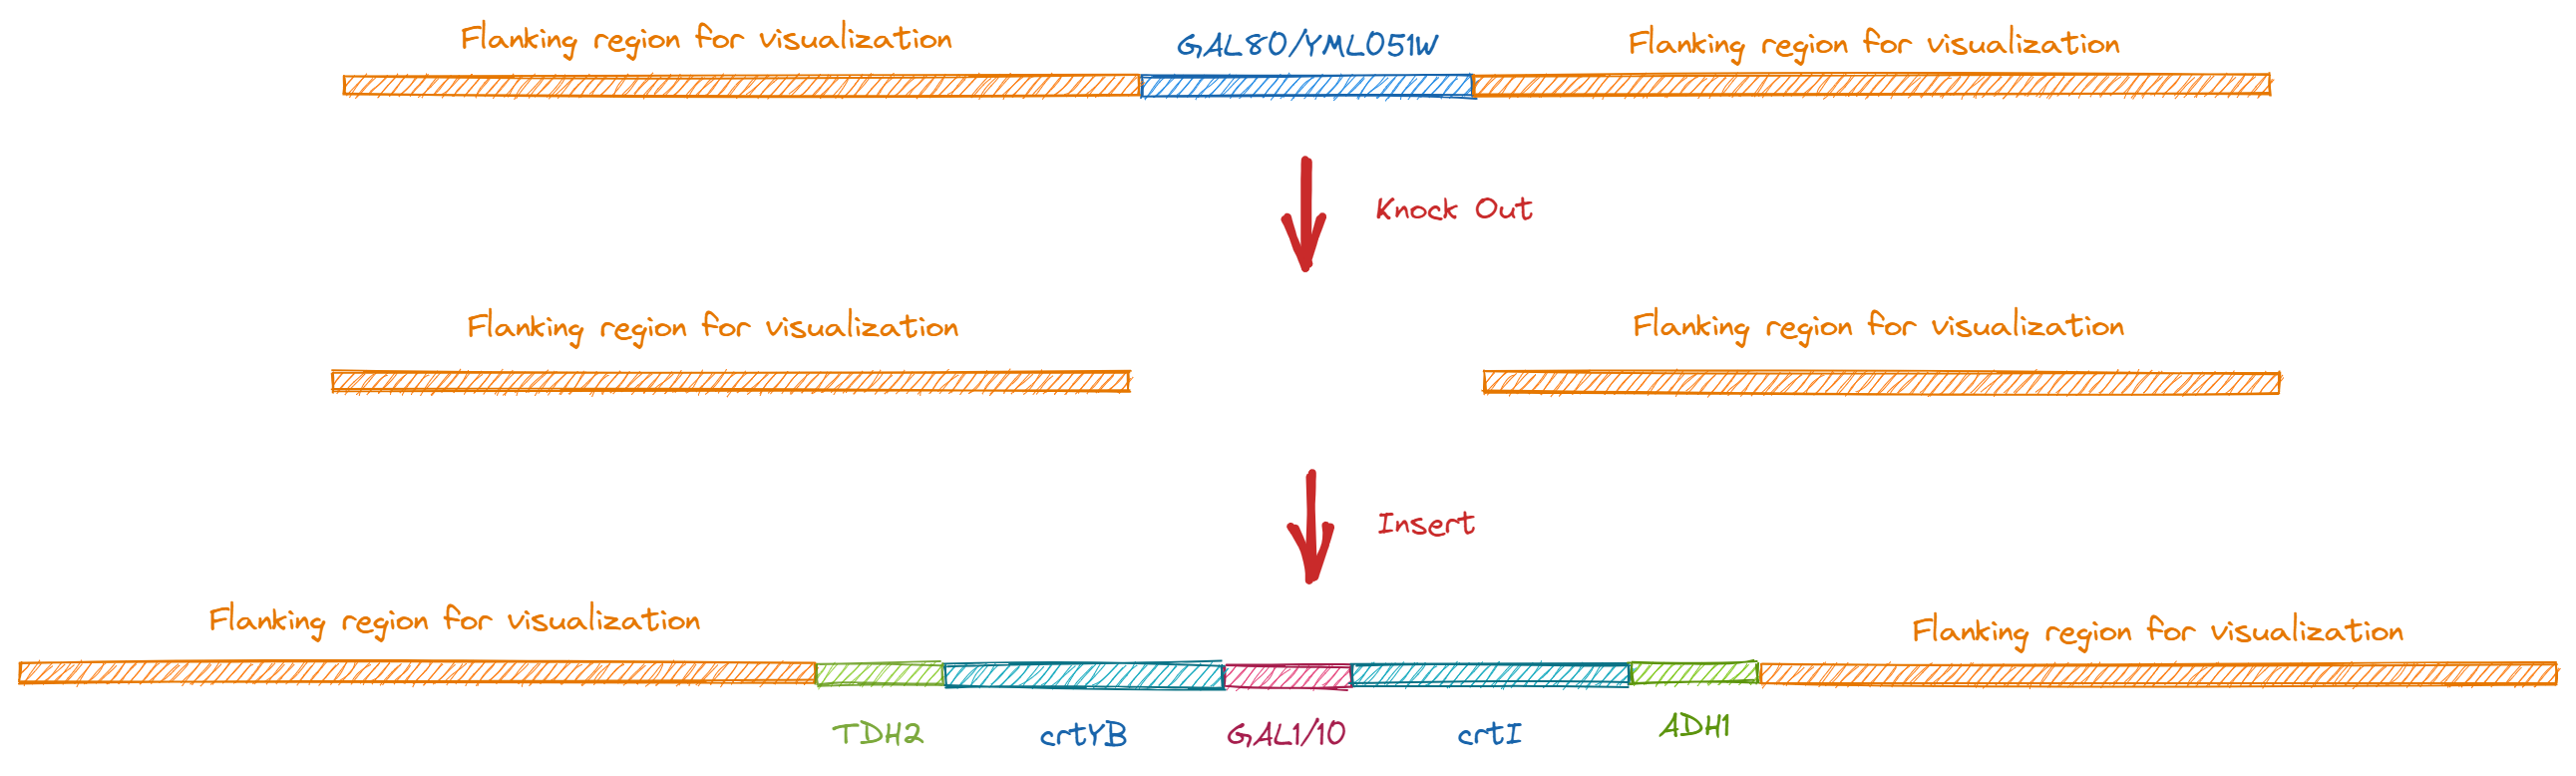 Flanking region for visualization
GAL80/YML051W
Flanking region for visualization
Knock Out
Flanking region for visualization
Flanking region for visualization
Insert
Flanking region for visualization
Flanking region for visualization
TDH2
crtYB
GAL1/10
crtI
ADH1